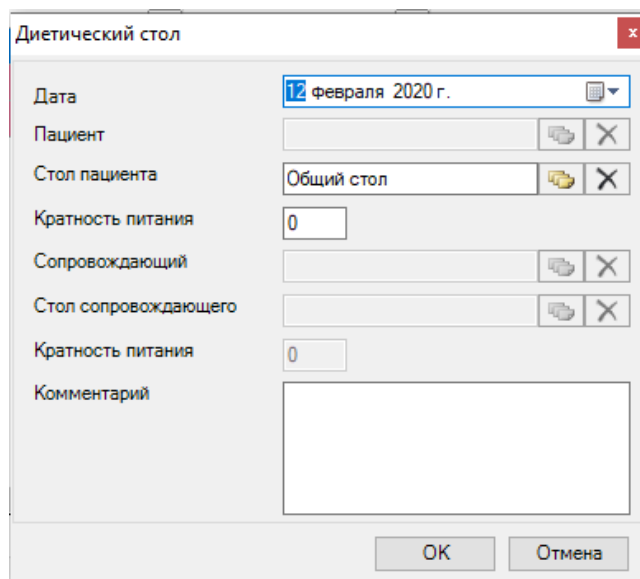 Диетический стол
Дата 12 февраля 2020 г.
Пациент
Стол пациента Общий стол
Кратность питания 0
Сопровождающий
Стол сопровождающего
Кратность питания 0
Комментарий
OK Отмена